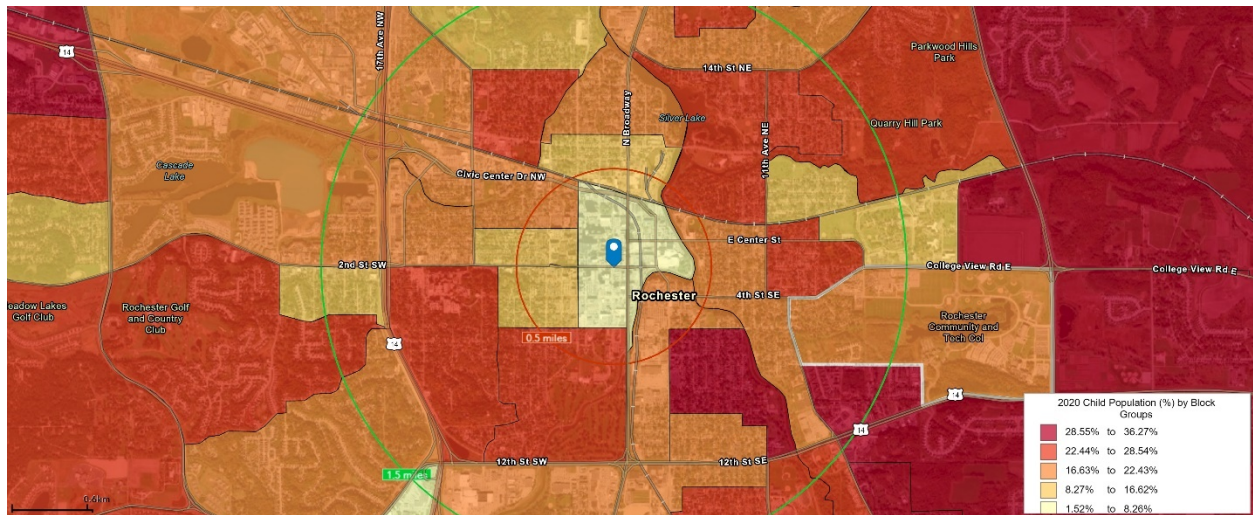 14
17th Ave NW
14th St NE
Parkwood Hills
Park
N Broadway
Silver Lake
11th Ave NE
Quarry Hill Park
Cascade
Lake
Civic Center Dr NW
E Center St
2nd St SW
College View Rd E
College View Rd E
eadow Lakes
Golf Club
Rochester Golf
and Country
Club
Rochester
4th St SE
Rochester
Community and
Tech Col
14
0.5 miles
14
14
2020 Child Population (%) by Block
Groups
28.55% to 36.27%
22.44% to 28.54%
16.63% to 22.43%
8.27% to 16.62%
1.52% to 8.26%
12th St SW
12th St SE
1.5 miles
0.6km